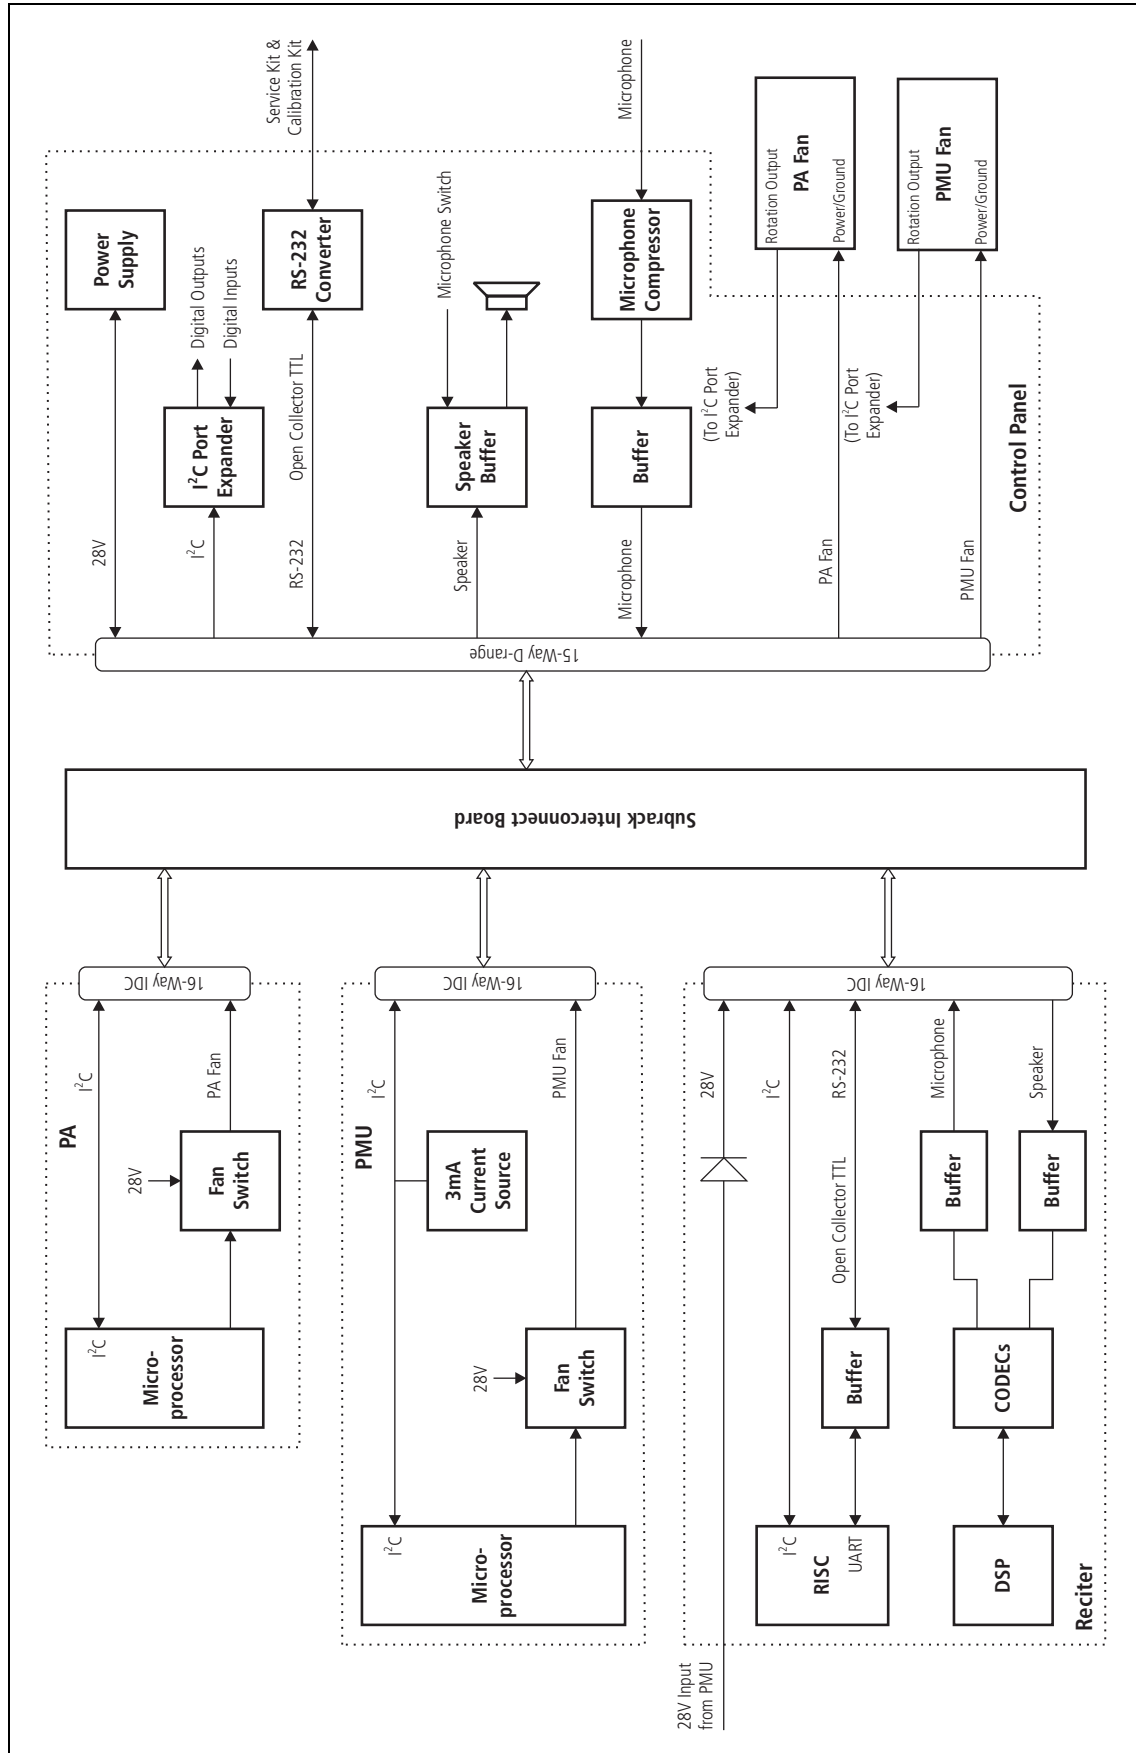 PA
I²C
Micro-
processor
I²C
28V
Fan
Switch
PA Fan
16-Way IDC
PMU
I²C
Micro-
processor
I²C
3mA
Current
Source
28V
Fan
Switch
PMU Fan
16-Way IDC
28V Input
from PMU
28V
I²C
RISC
UART
I²C
Buffer
Open Collector TTL
RS-232
DSP
CODECs
Buffer
Microphone
Buffer
Speaker
16-Way IDC
Reciter
Subrack Interconnect Board
15-Way D-range
28V
Power
Supply
I²C
I²C Port
Expander
Digital Outputs
Digital Inputs
RS-232
Open Collector TTL
RS-232
Converter
Service Kit &
Calibration Kit
Speaker
Speaker
Buffer
Microphone Switch
Microphone
Buffer
Microphone
Compressor
Microphone
(To I²C Port
Expander)
Rotation Output
PA Fan
Power/Ground
PA Fan
(To I²C Port
Expander)
Rotation Output
PMU Fan
Power/Ground
PMU Fan
Control Panel